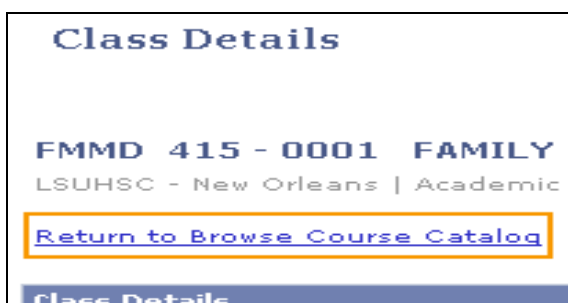 Class Details
FMMD 415 - 0001 FAMILY
LSUHSC - New Orleans | Academic
Return to Browse Course Catalog
Class Details